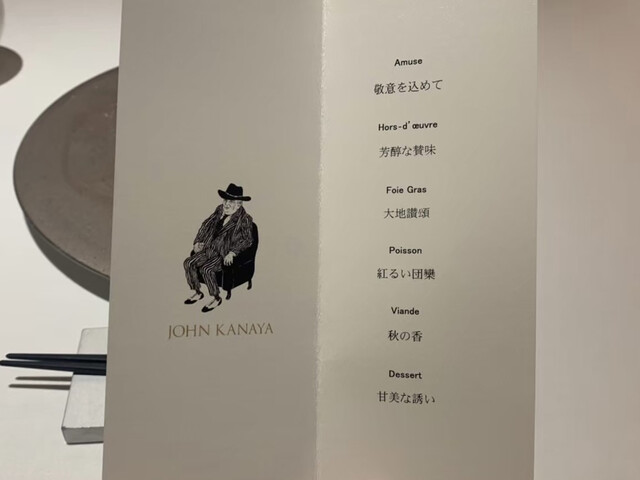 JOHN KANAYA
Amuse
敬意を込めて
Hors-d'œuvre
芳醇な賛味
Foie Gras
大地讃頌
Poisson
紅るい団欒
Viande
秋の香
Dessert
甘美な誘い